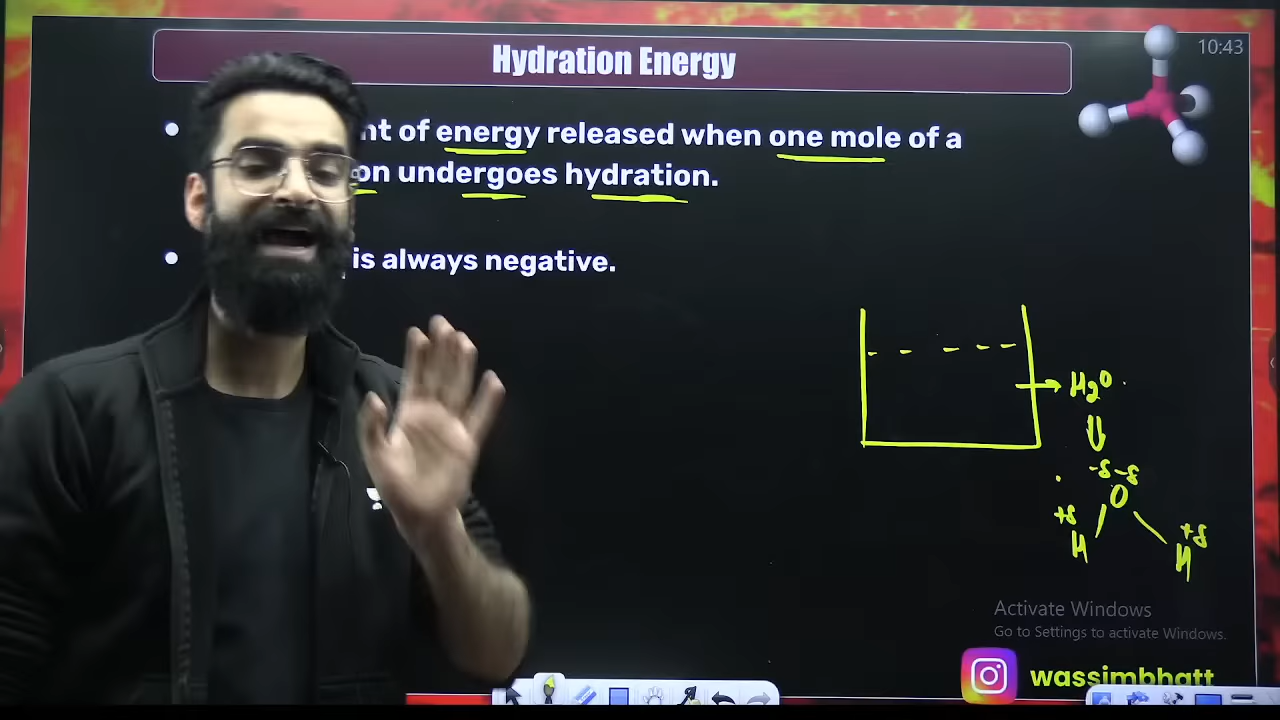 Hydration Energy
10:43
nt of energy released when one mole of a
on undergoes hydration.
is always negative.
H2O
-δ -δ
O
+δ
H
+δ
H
Activate Windows
Go to Settings to activate Windows.
wassimbhatt